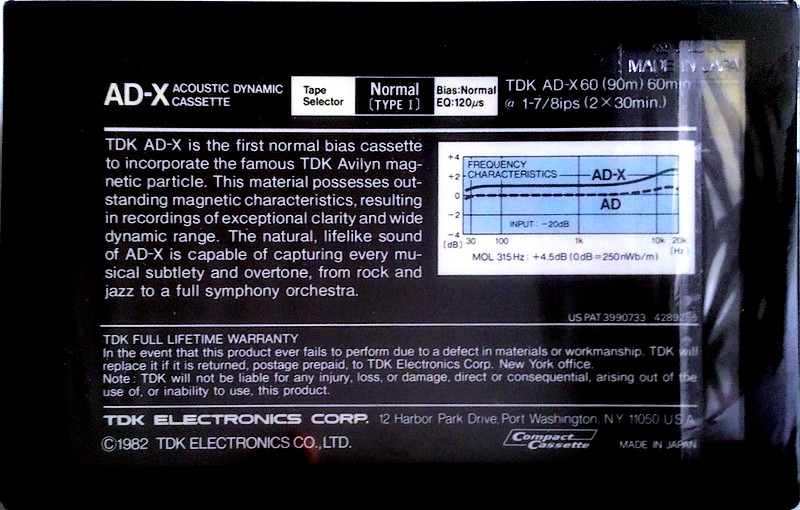 MADE IN JAPAN
AD-X ACOUSTIC DYNAMIC CASSETTE
Tape Selector
Normal
(TYPE I)
Bias:Normal
EQ:120µs
TDK AD-X60 (90m) 60min
@ 1-7/8ips (2×30min.)
TDK AD-X is the first normal bias cassette
to incorporate the famous TDK Avilyn mag-
netic particle. This material possesses out-
standing magnetic characteristics, resulting
in recordings of exceptional clarity and wide
dynamic range. The natural, lifelike sound
of AD-X is capable of capturing every mu-
sical subtlety and overtone, from rock and
jazz to a full symphony orchestra.
FREQUENCY
CHARACTERISTICS
AD-X
AD
INPUT: -20dB
+4
+2
0
-2
-4
(dB) 30 100 1k 10k 20k
(Hz)
MOL 315Hz: +4.5dB (0dB=250nWb/m)
US PAT 3990733
TDK FULL LIFETIME WARRANTY
In the event that this product ever fails to perform due to a defect in materials or workmanship. TDK will
replace it if it is returned, postage prepaid, to TDK Electronics Corp. New York office.
Note: TDK will not be liable for any injury, loss, or damage, direct or consequential, arising out of the
use of, or inability to use, this product.
TDK ELECTRONICS CORP. 12 Harbor Park Drive, Port Washington, N.Y. 11050 U.S.A.
©1982 TDK ELECTRONICS CO., LTD.
Compact
Cassette
MADE IN JAPAN